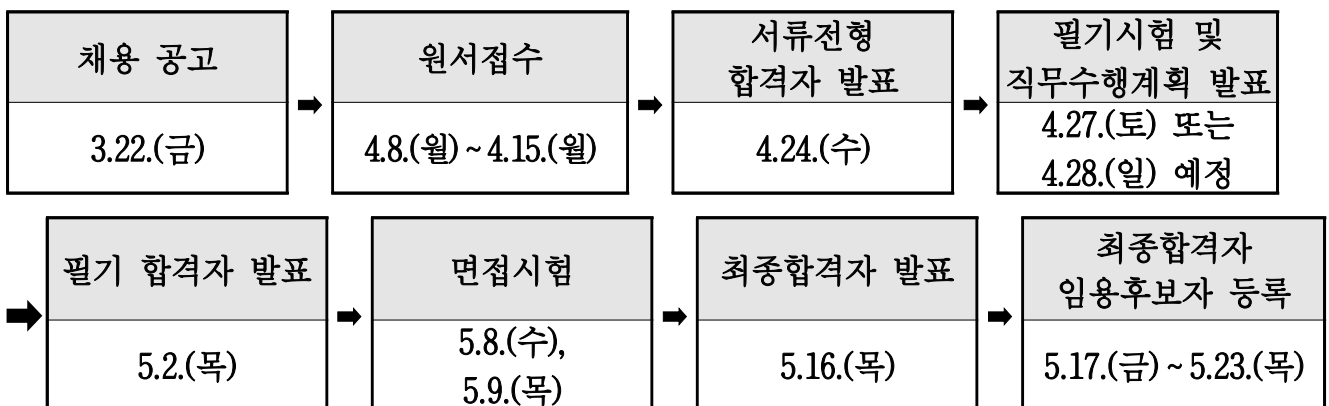 채용 공고
3.22.(금)
원서접수
4.8.(월)~4.15.(월)
서류전형
합격자 발표
4.24.(수)
필기시험 및
직무수행계획 발표
4.27.(토) 또는
4.28.(일) 예정
필기 합격자 발표
5.2.(목)
면접시험
5.8.(수),
5.9.(목)
최종합격자 발표
5.16.(목)
최종합격자
임용후보자 등록
5.17.(금)~5.23.(목)